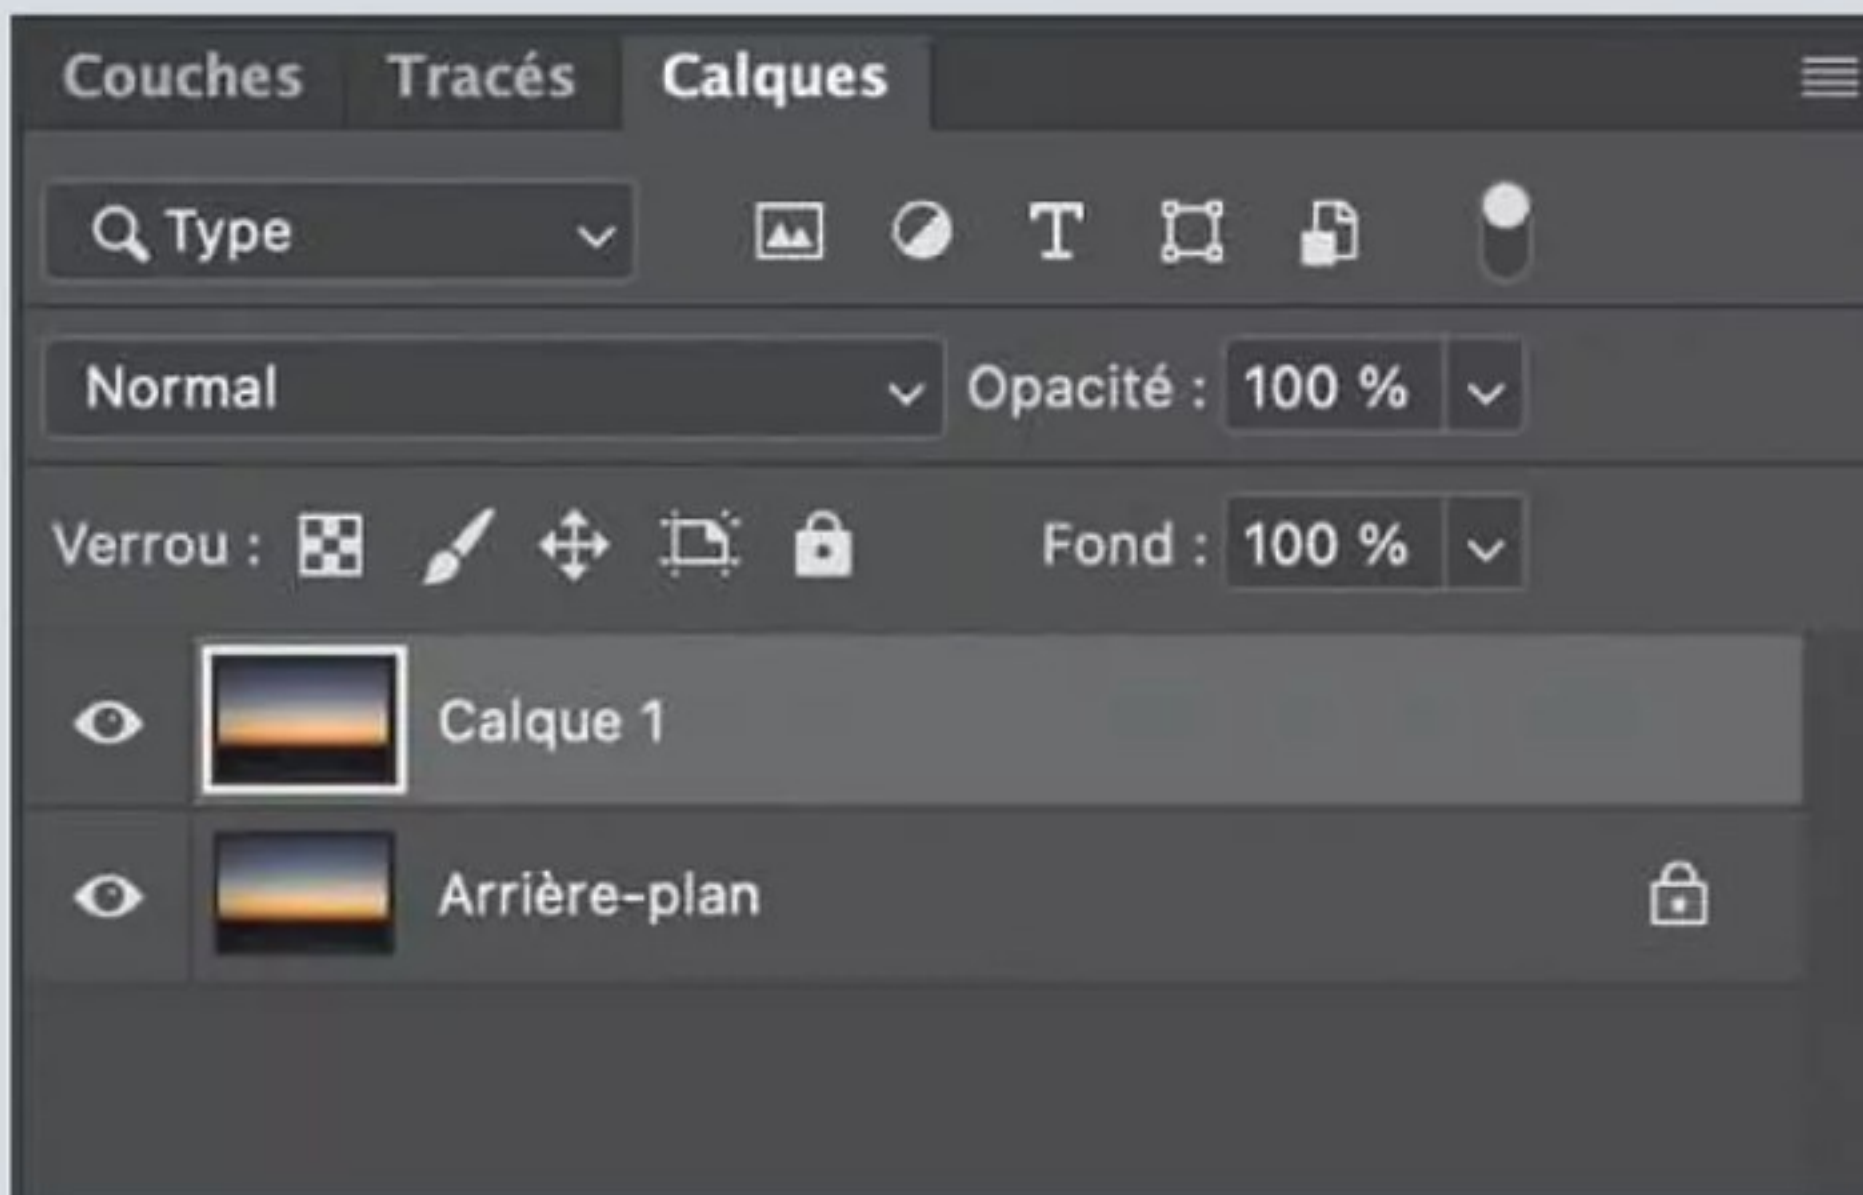 Couches Tracés Calques
Type
Normal Opacité : 100 %
Verrou : Fond : 100 %
Calque 1
Arrière-plan